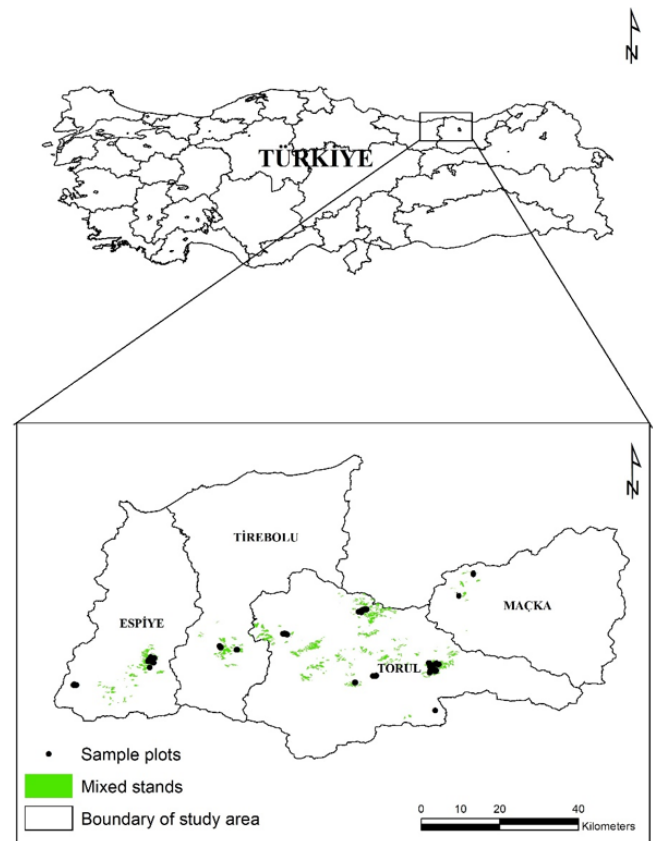 N
TÜRKİYE
N
TİREBOLU
ESPİYE
MAÇKA
TORUL
Sample plots
Mixed stands
Boundary of study area
0 10 20 40
Kilometers